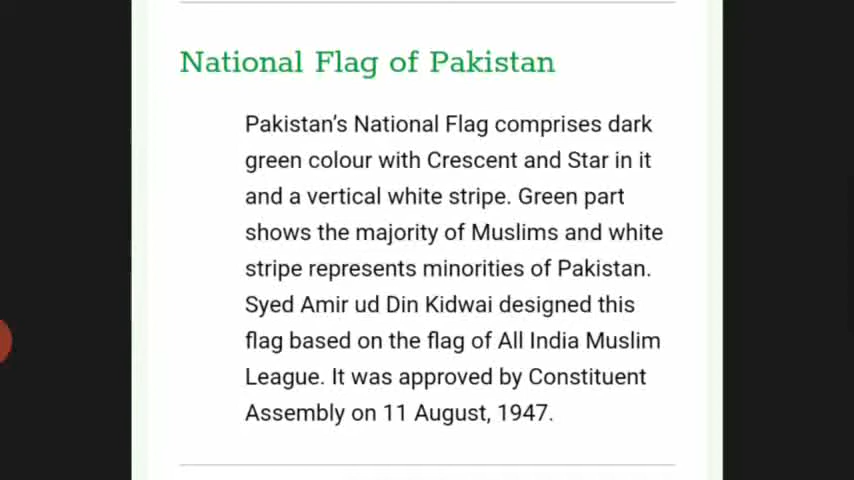 National Flag of Pakistan
Pakistan's National Flag comprises dark
green colour with Crescent and Star in it
and a vertical white stripe. Green part
shows the majority of Muslims and white
stripe represents minorities of Pakistan.
Syed Amir ud Din Kidwai designed this
flag based on the flag of All India Muslim
League. It was approved by Constituent
Assembly on 11 August, 1947.